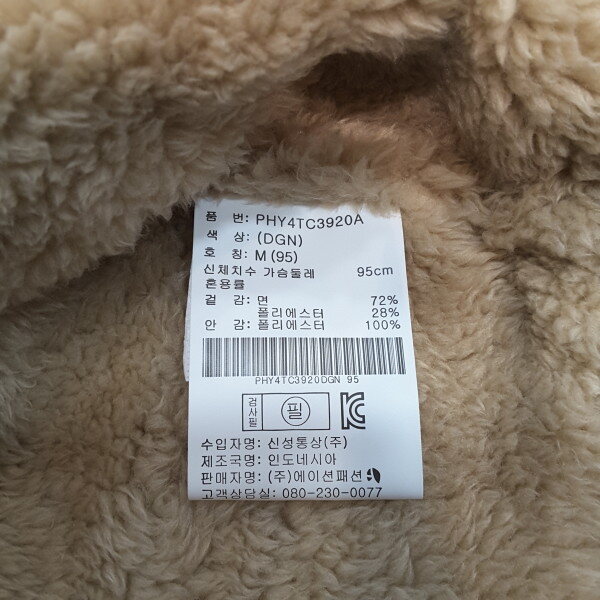 품 번: PHY4TC3920A
색 상: (DGN)
호 칭: M (95)
신체치수 가슴둘레 95cm
혼용률
겉 감: 면 72%
폴리에스터 28%
안 감: 폴리에스터 100%
PHY4TC3920DGN 95
검사필 필 KC
수입자명: 신성통상(주)
제조국명: 인도네시아
판매자명: (주)에이션패션
고객상담실: 080-230-0077